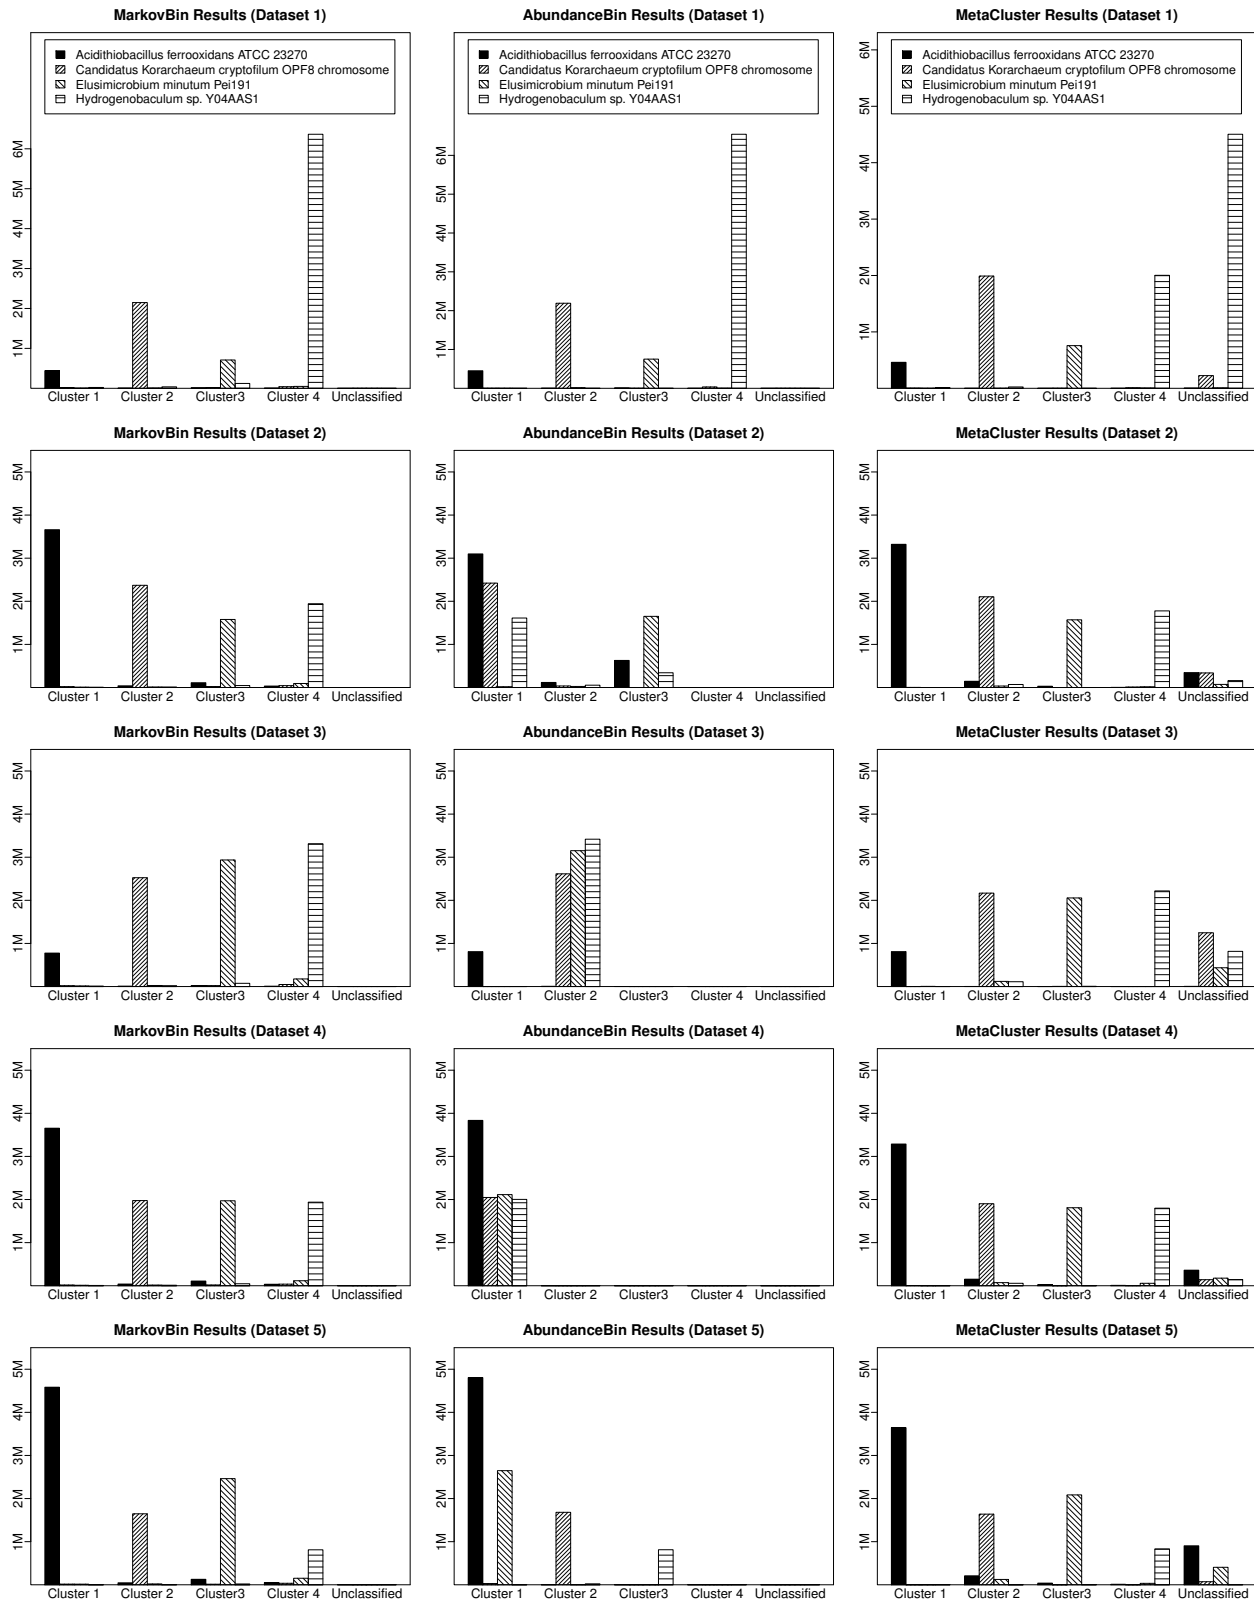 MarkovBin Results (Dataset 1)
Acidithiobacillus ferrooxidans ATCC 23270
Candidatus Korarchaeum cryptofilum OPF8 chromosome
Elusimicrobium minutum Pei191
Hydrogenobaculum sp. Y04AAS1
6M
5M
4M
3M
2M
1M
Cluster 1 Cluster 2 Cluster3 Cluster 4 Unclassified
AbundanceBin Results (Dataset 1)
Acidithiobacillus ferrooxidans ATCC 23270
Candidatus Korarchaeum cryptofilum OPF8 chromosome
Elusimicrobium minutum Pei191
Hydrogenobaculum sp. Y04AAS1
6M
5M
4M
3M
2M
1M
Cluster 1 Cluster 2 Cluster3 Cluster 4 Unclassified
MetaCluster Results (Dataset 1)
Acidithiobacillus ferrooxidans ATCC 23270
Candidatus Korarchaeum cryptofilum OPF8 chromosome
Elusimicrobium minutum Pei191
Hydrogenobaculum sp. Y04AAS1
6M
5M
4M
3M
2M
1M
Cluster 1 Cluster 2 Cluster3 Cluster 4 Unclassified
MarkovBin Results (Dataset 2)
5M
4M
3M
2M
1M
Cluster 1 Cluster 2 Cluster3 Cluster 4 Unclassified
AbundanceBin Results (Dataset 2)
5M
4M
3M
2M
1M
Cluster 1 Cluster 2 Cluster3 Cluster 4 Unclassified
MetaCluster Results (Dataset 2)
5M
4M
3M
2M
1M
Cluster 1 Cluster 2 Cluster3 Cluster 4 Unclassified
MarkovBin Results (Dataset 3)
5M
4M
3M
2M
1M
Cluster 1 Cluster 2 Cluster3 Cluster 4 Unclassified
AbundanceBin Results (Dataset 3)
5M
4M
3M
2M
1M
Cluster 1 Cluster 2 Cluster3 Cluster 4 Unclassified
MetaCluster Results (Dataset 3)
5M
4M
3M
2M
1M
Cluster 1 Cluster 2 Cluster3 Cluster 4 Unclassified
MarkovBin Results (Dataset 4)
5M
4M
3M
2M
1M
Cluster 1 Cluster 2 Cluster3 Cluster 4 Unclassified
AbundanceBin Results (Dataset 4)
5M
4M
3M
2M
1M
Cluster 1 Cluster 2 Cluster3 Cluster 4 Unclassified
MetaCluster Results (Dataset 4)
5M
4M
3M
2M
1M
Cluster 1 Cluster 2 Cluster3 Cluster 4 Unclassified
MarkovBin Results (Dataset 5)
5M
4M
3M
2M
1M
Cluster 1 Cluster 2 Cluster3 Cluster 4 Unclassified
AbundanceBin Results (Dataset 5)
5M
4M
3M
2M
1M
Cluster 1 Cluster 2 Cluster3 Cluster 4 Unclassified
MetaCluster Results (Dataset 5)
5M
4M
3M
2M
1M
Cluster 1 Cluster 2 Cluster3 Cluster 4 Unclassified